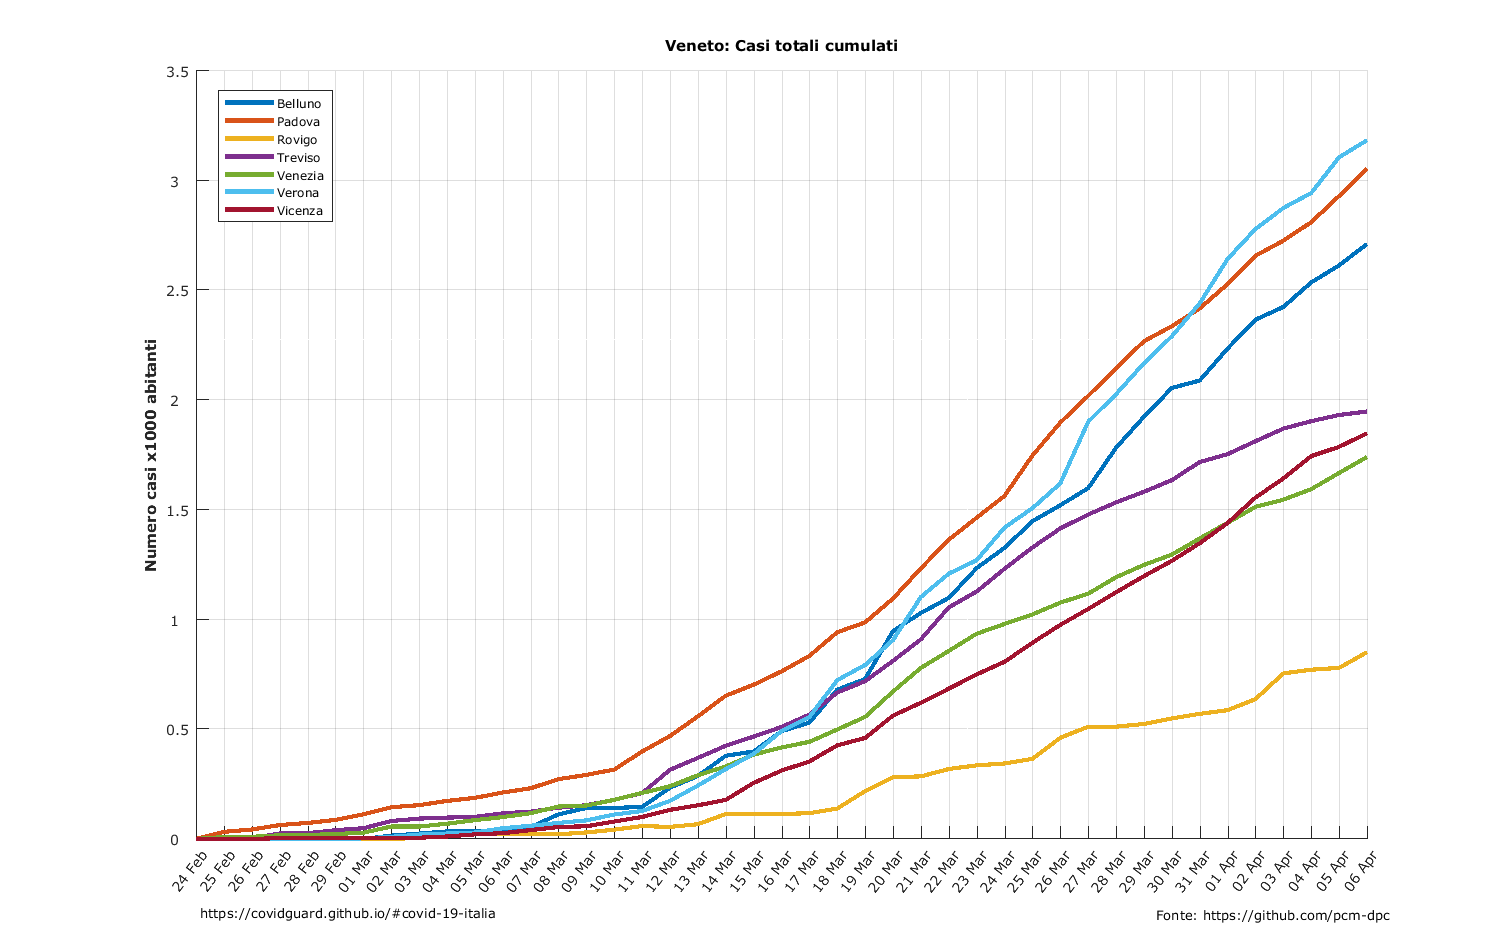 Veneto: Casi totali cumulati
3.5
3
2.5
2
1.5
1
0.5
0
Numero casi x1000 abitanti
Belluno
Padova
Rovigo
Treviso
Venezia
Verona
Vicenza
24 Feb
25 Feb
26 Feb
27 Feb
28 Feb
29 Feb
01 Mar
02 Mar
03 Mar
04 Mar
05 Mar
06 Mar
07 Mar
08 Mar
09 Mar
10 Mar
11 Mar
12 Mar
13 Mar
14 Mar
15 Mar
16 Mar
17 Mar
18 Mar
19 Mar
20 Mar
21 Mar
22 Mar
23 Mar
24 Mar
25 Mar
26 Mar
27 Mar
28 Mar
29 Mar
30 Mar
31 Mar
01 Apr
02 Apr
03 Apr
04 Apr
05 Apr
06 Apr
https://covidguard.github.io/#covid-19-italia
Fonte: https://github.com/pcm-dpc